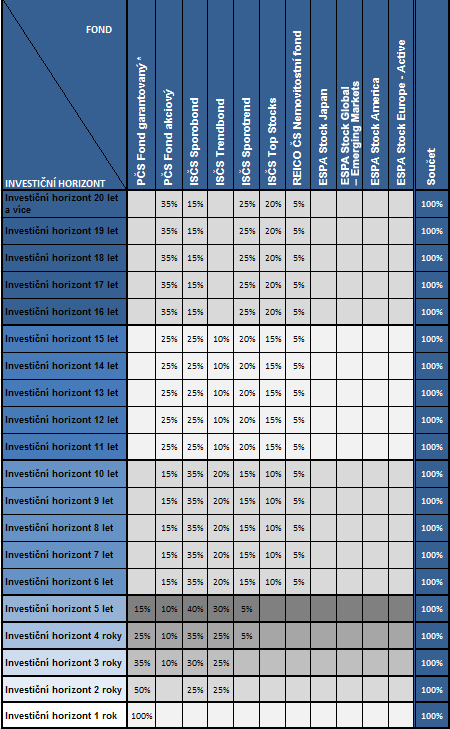 FOND
INVESTIČNÍ HORIZONT
PČS Fond garantovaný *
PČS Fond akciový
ISČS Sporobond
ISČS Trendbond
ISČS Sporotrend
ISČS Top Stocks
REICO ČS Nemovitostní fond
ESPA Stock Japan
ESPA Stock Global
– Emerging Markets
ESPA Stock America
ESPA Stock Europe - Active
Součet
Investiční horizont 20 let
a více
35% 15% 25% 20% 5% 100%
Investiční horizont 19 let 35% 15% 25% 20% 5% 100%
Investiční horizont 18 let 35% 15% 25% 20% 5% 100%
Investiční horizont 17 let 35% 15% 25% 20% 5% 100%
Investiční horizont 16 let 35% 15% 25% 20% 5% 100%
Investiční horizont 15 let 25% 25% 10% 20% 15% 5% 100%
Investiční horizont 14 let 25% 25% 10% 20% 15% 5% 100%
Investiční horizont 13 let 25% 25% 10% 20% 15% 5% 100%
Investiční horizont 12 let 25% 25% 10% 20% 15% 5% 100%
Investiční horizont 11 let 25% 25% 10% 20% 15% 5% 100%
Investiční horizont 10 let 15% 35% 20% 15% 10% 5% 100%
Investiční horizont 9 let 15% 35% 20% 15% 10% 5% 100%
Investiční horizont 8 let 15% 35% 20% 15% 10% 5% 100%
Investiční horizont 7 let 15% 35% 20% 15% 10% 5% 100%
Investiční horizont 6 let 15% 35% 20% 15% 10% 5% 100%
Investiční horizont 5 let 15% 10% 40% 30% 5% 100%
Investiční horizont 4 roky 25% 10% 35% 25% 5% 100%
Investiční horizont 3 roky 35% 10% 30% 25% 100%
Investiční horizont 2 roky 50% 25% 25% 100%
Investiční horizont 1 rok 100% 100%